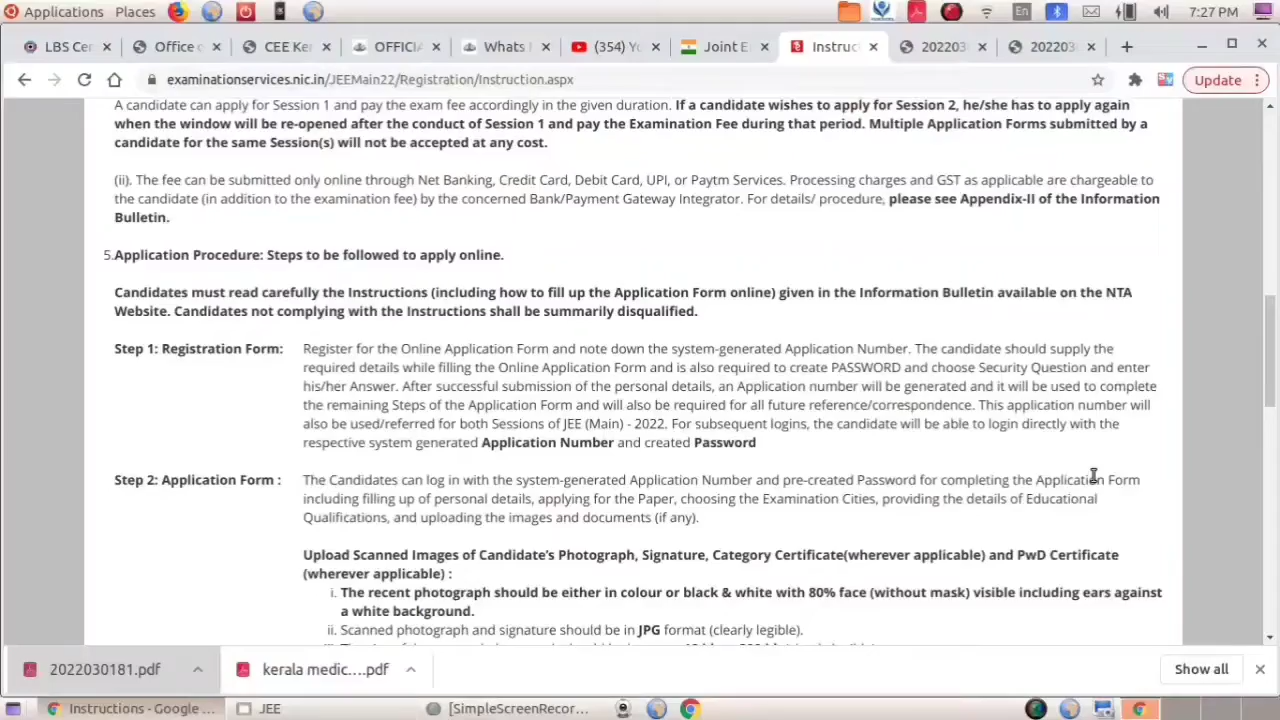 Applications Places En 7:27 PM
LBS Cer Office o CEE Ker OFFICIA Whats N (354) Yo Joint E Instruc 202203 202203
examinationservices.nic.in/JEEMain22/Registration/Instruction.aspx Update
A candidate can apply for Session 1 and pay the exam fee accordingly in the given duration. If a candidate wishes to apply for Session 2, he/she has to apply again
when the window will be re-opened after the conduct of Session 1 and pay the Examination Fee during that period. Multiple Application Forms submitted by a
candidate for the same Session(s) will not be accepted at any cost.
(ii). The fee can be submitted only online through Net Banking, Credit Card, Debit Card, UPI, or Paytm Services. Processing charges and GST as applicable are chargeable to
the candidate (in addition to the examination fee) by the concerned Bank/Payment Gateway Integrator. For details/ procedure, please see Appendix-II of the Information
Bulletin.
5.Application Procedure: Steps to be followed to apply online.
Candidates must read carefully the Instructions (including how to fill up the Application Form online) given in the Information Bulletin available on the NTA
Website. Candidates not complying with the Instructions shall be summarily disqualified.
Step 1: Registration Form: Register for the Online Application Form and note down the system-generated Application Number. The candidate should supply the
required details while filling the Online Application Form and is also required to create PASSWORD and choose Security Question and enter
his/her Answer. After successful submission of the personal details, an Application number will be generated and it will be used to complete
the remaining Steps of the Application Form and will also be required for all future reference/correspondence. This application number will
also be used/referred for both Sessions of JEE (Main) - 2022. For subsequent logins, the candidate will be able to login directly with the
respective system generated Application Number and created Password
Step 2: Application Form : The Candidates can log in with the system-generated Application Number and pre-created Password for completing the Application Form
including filling up of personal details, applying for the Paper, choosing the Examination Cities, providing the details of Educational
Qualifications, and uploading the images and documents (if any).
Upload Scanned Images of Candidate's Photograph, Signature, Category Certificate(wherever applicable) and PwD Certificate
(wherever applicable) :
i. The recent photograph should be either in colour or black & white with 80% face (without mask) visible including ears against
a white background.
ii. Scanned photograph and signature should be in JPG format (clearly legible).
2022030181.pdf kerala medic....pdf Show all
Instructions - Google ... JEE [SimpleScreenRecor...